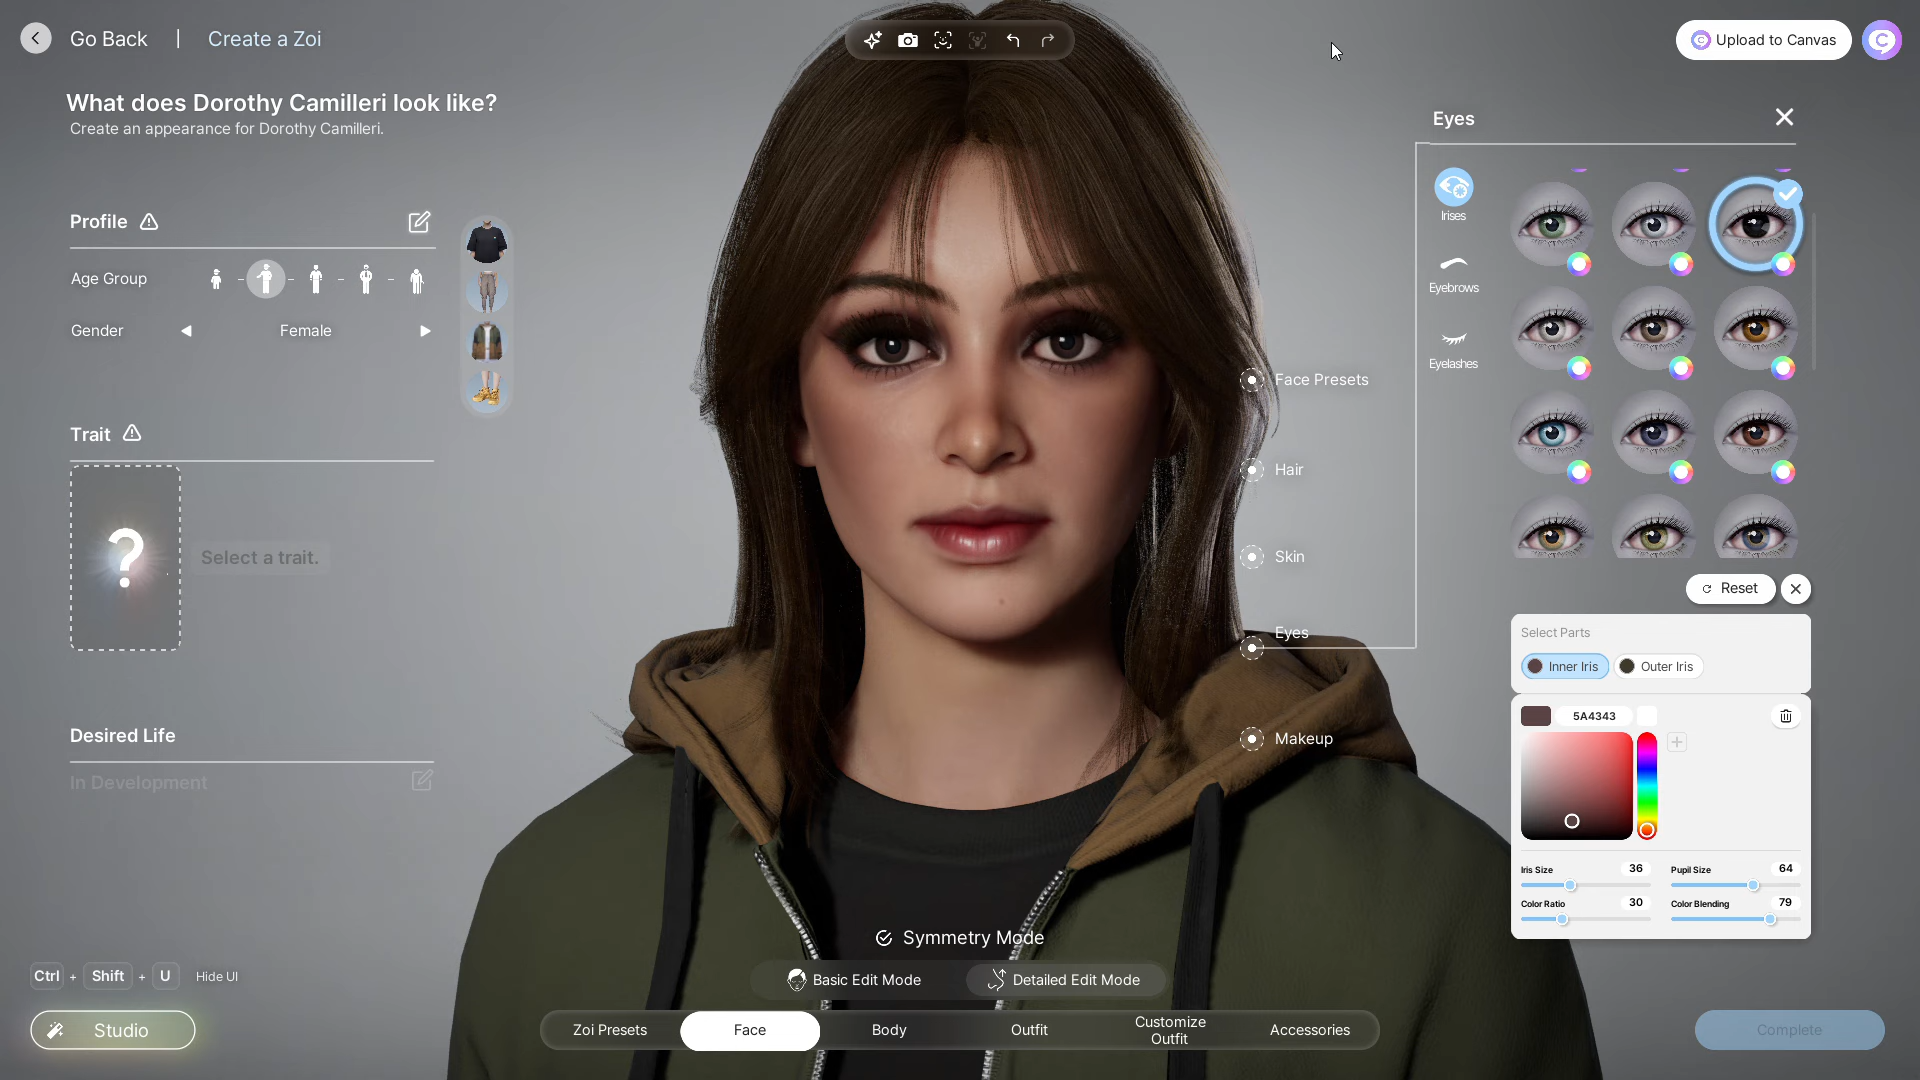 Go Back | Create a Zoi
Upload to Canvas
What does Dorothy Camilleri look like?
Create an appearance for Dorothy Camilleri.
Profile
Age Group
Gender
Female
Trait
?
Select a trait.
Desired Life
In Development
Ctrl + Shift + U Hide UI
Studio
Face Presets
Hair
Skin
Eyes
Makeup
Eyes
Irises
Eyebrows
Eyelashes
Reset
Select Parts
Inner Iris
Outer Iris
5A4343
Iris Size 36
Pupil Size 64
Color Ratio 30
Color Blending 79
Symmetry Mode
Basic Edit Mode
Detailed Edit Mode
Zoi Presets
Face
Body
Outfit
Customize
Outfit
Accessories
Complete